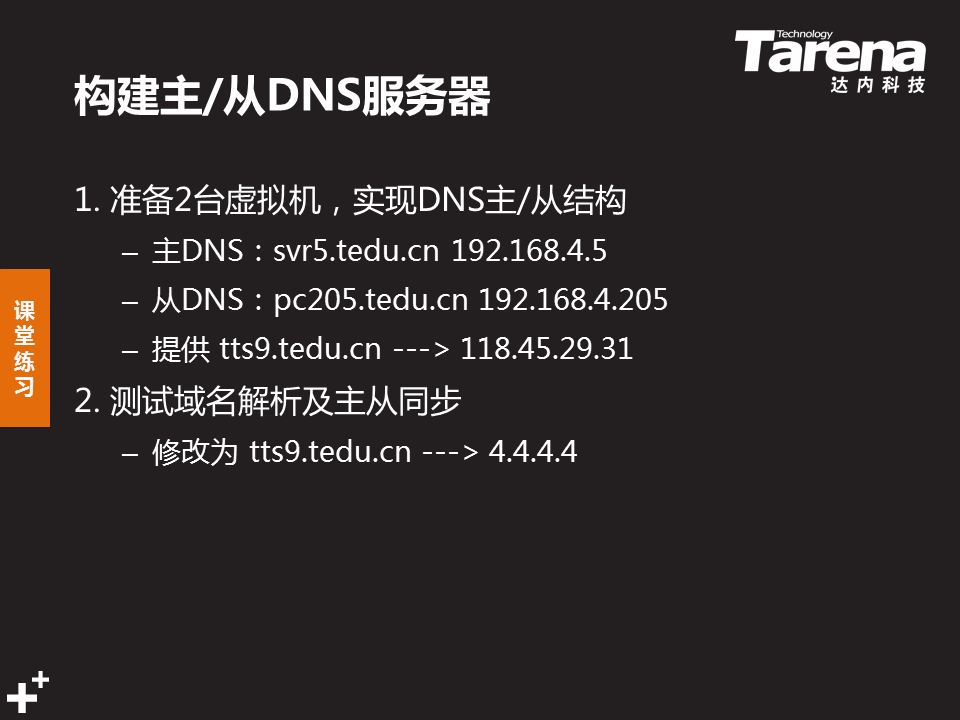 Technology
Tarena
达内科技
构建主/从DNS服务器
1. 准备2台虚拟机，实现DNS主/从结构
– 主DNS：svr5.tedu.cn 192.168.4.5
– 从DNS：pc205.tedu.cn 192.168.4.205
– 提供 tts9.tedu.cn ---> 118.45.29.31
2. 测试域名解析及主从同步
– 修改为 tts9.tedu.cn ---> 4.4.4.4
课堂练习